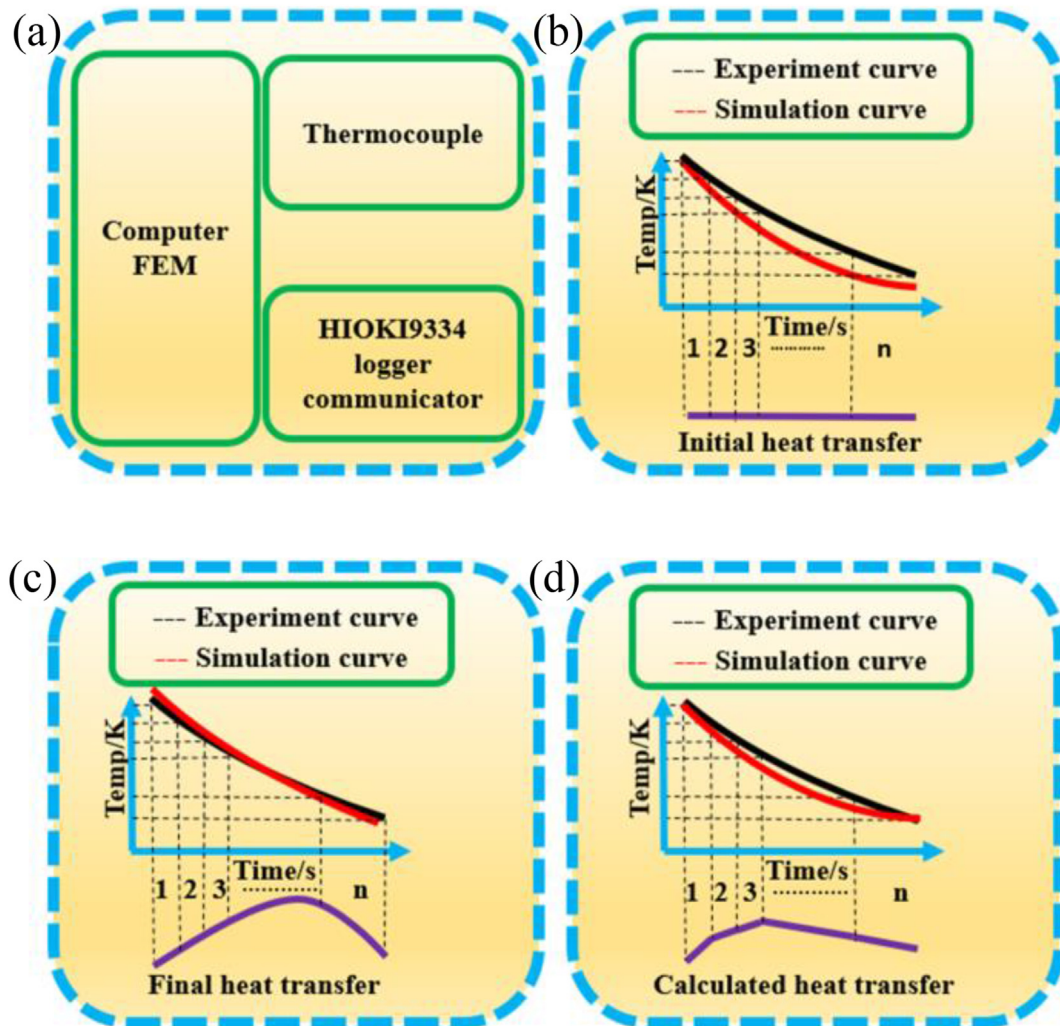 (a)
Computer
FEM
Thermocouple
HIOKI9334
logger
communicator
(b)
--- Experiment curve
--- Simulation curve
Temp/K
Time/s
1 2 3 ............ n
Initial heat transfer
(c)
--- Experiment curve
--- Simulation curve
Temp/K
Time/s
1 2 3 ............ n
Final heat transfer
(d)
--- Experiment curve
--- Simulation curve
Temp/K
Time/s
1 2 3 ............ n
Calculated heat transfer